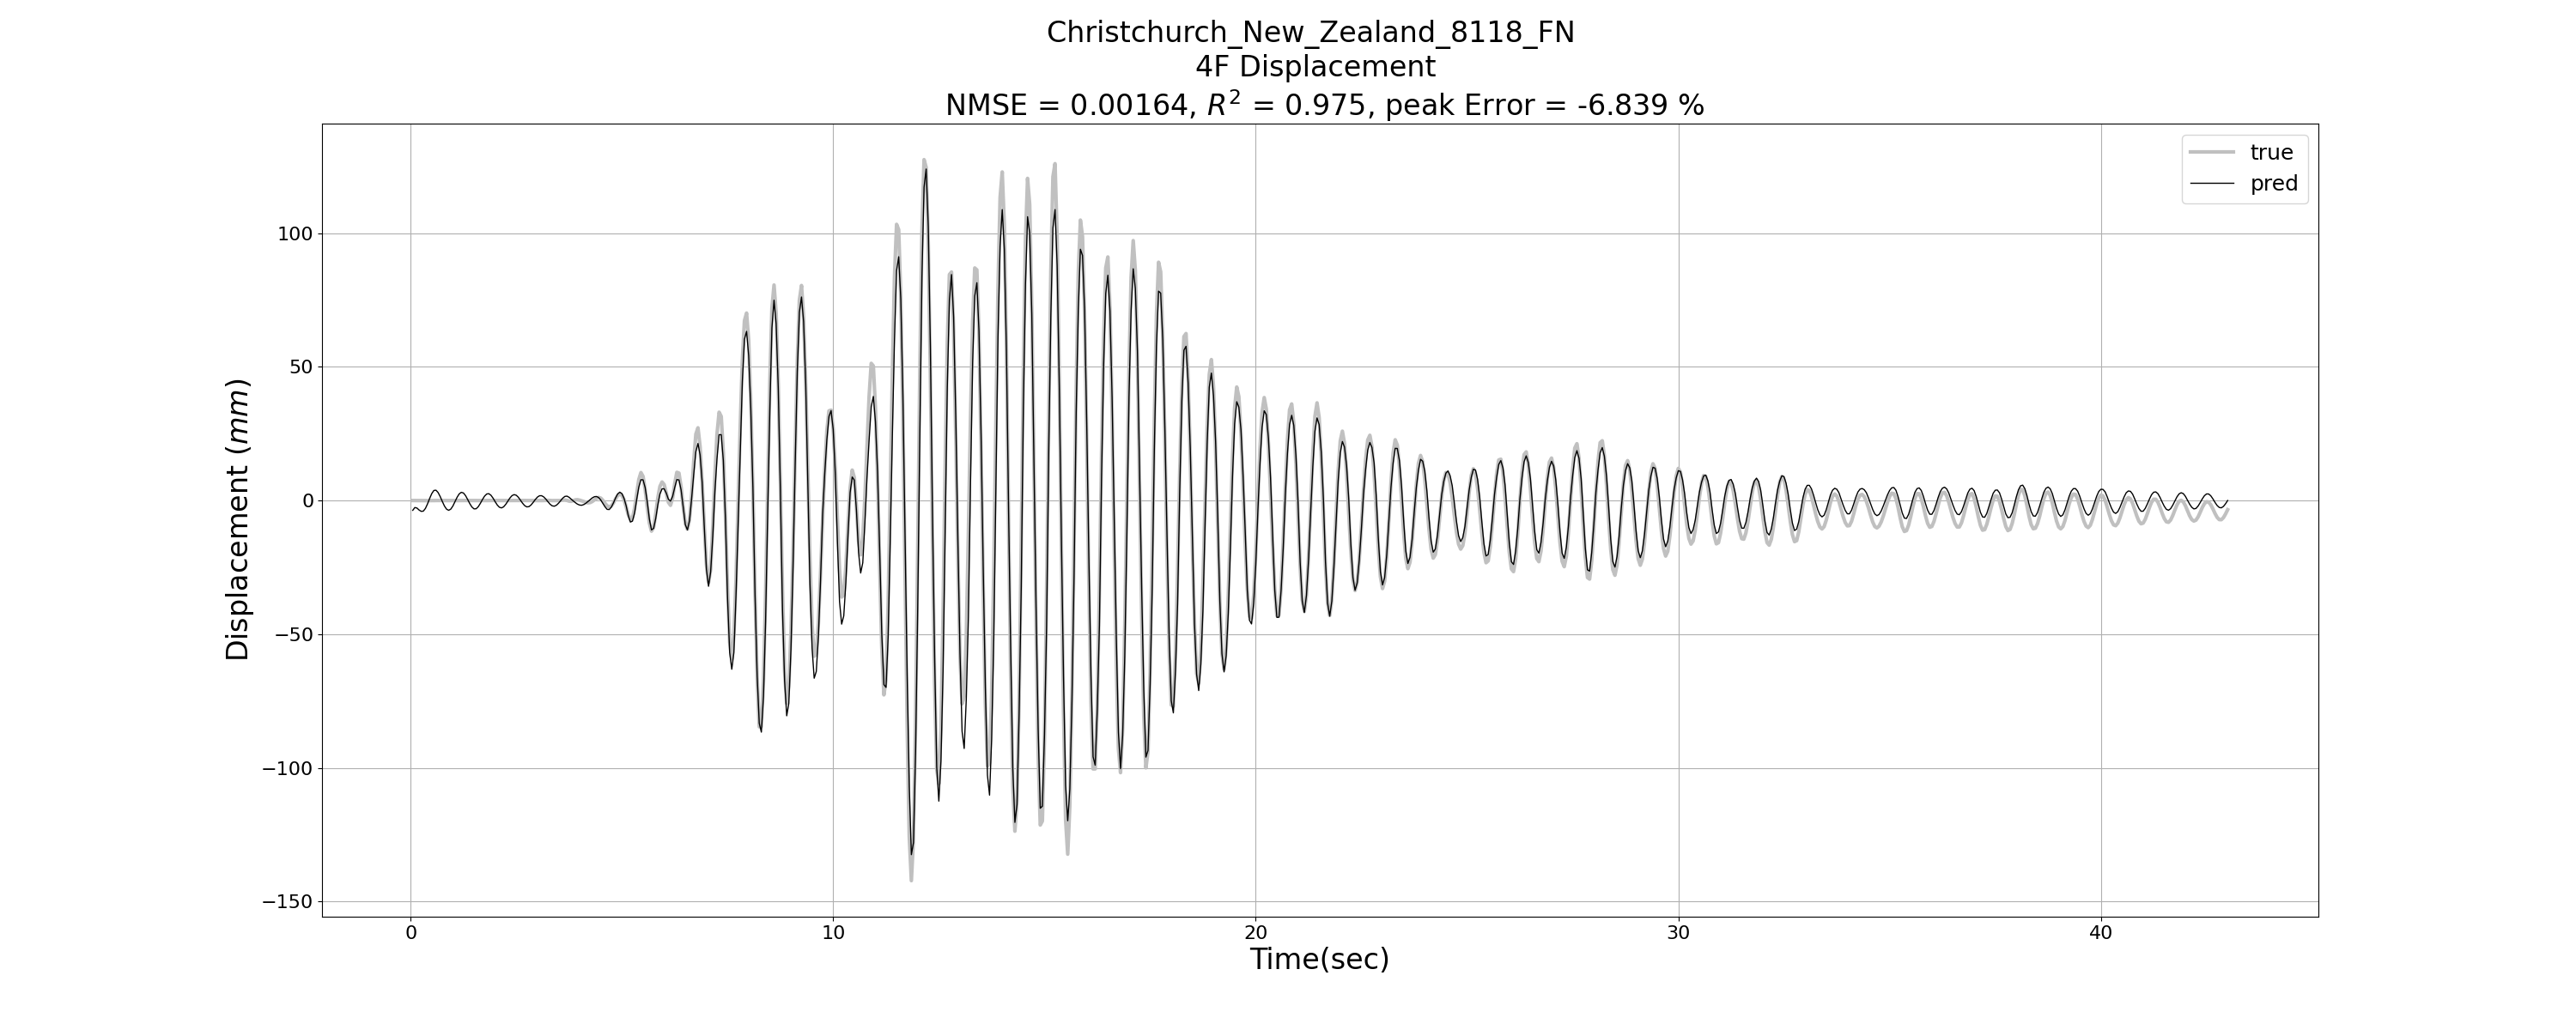 Christchurch_New_Zealand_8118_FN
4F Displacement
NMSE = 0.00164, R² = 0.975, peak Error = -6.839 %
true
pred
Displacement (mm)
100
50
0
−50
−100
−150
0 10 20 30 40
Time(sec)